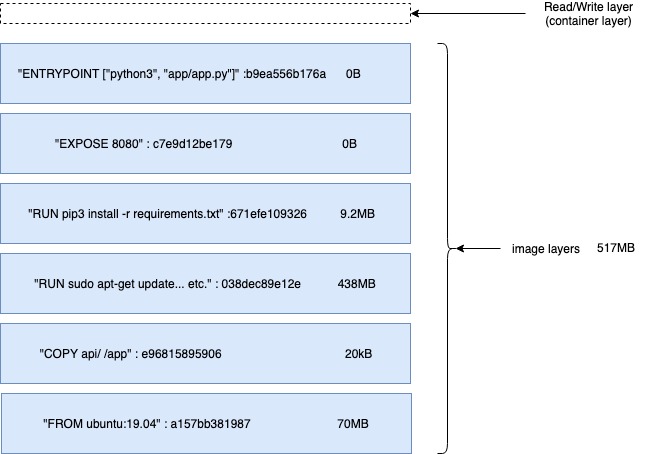 Read/Write layer
(container layer)
"ENTRYPOINT ["python3", "app/app.py"]" :b9ea556b176a 0B
"EXPOSE 8080" : c7e9d12be179 0B
"RUN pip3 install -r requirements.txt" :671efe109326 9.2MB
image layers 517MB
"RUN sudo apt-get update... etc." : 038dec89e12e 438MB
"COPY api/ /app" : e96815895906 20kB
"FROM ubuntu:19.04" : a157bb381987 70MB